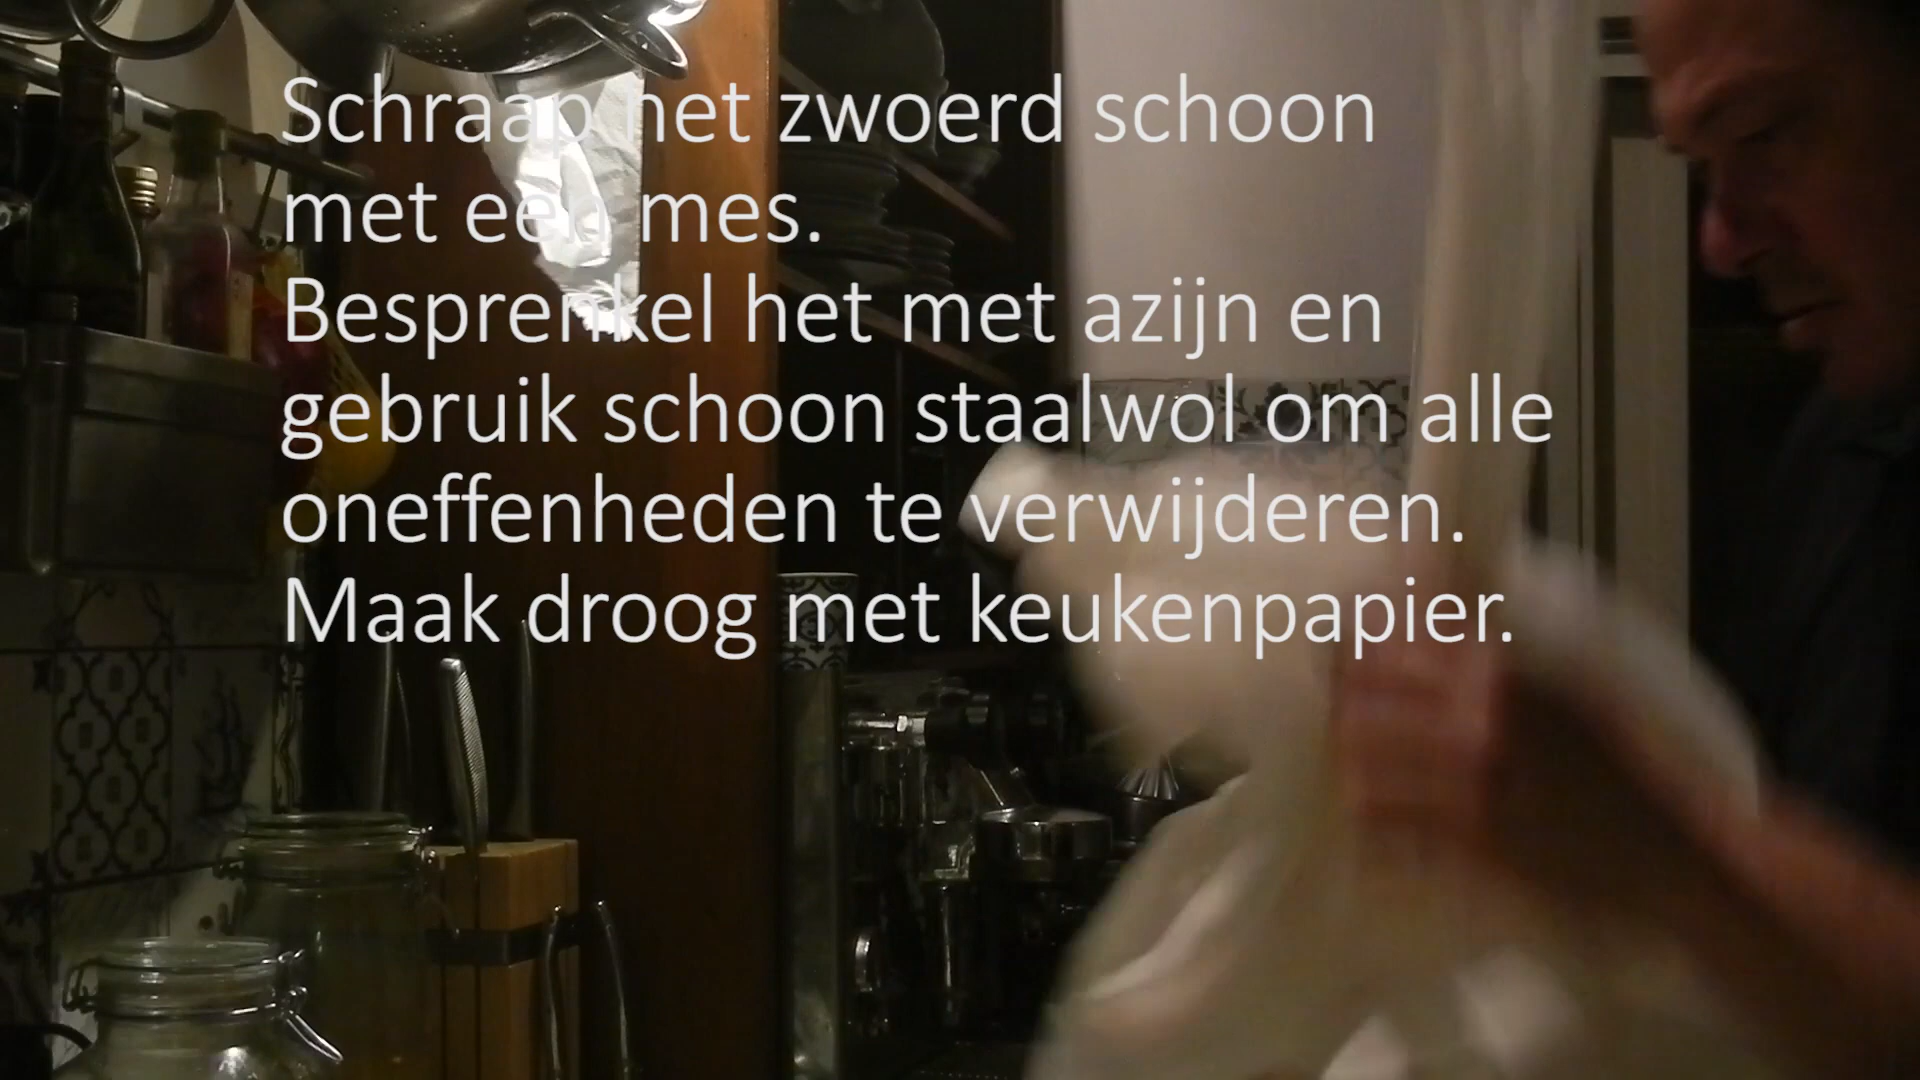 Schraap het zwoerd schoon
met een mes.
Besprenkel het met azijn en
gebruik schoon staalwol om alle
oneffenheden te verwijderen.
Maak droog met keukenpapier.